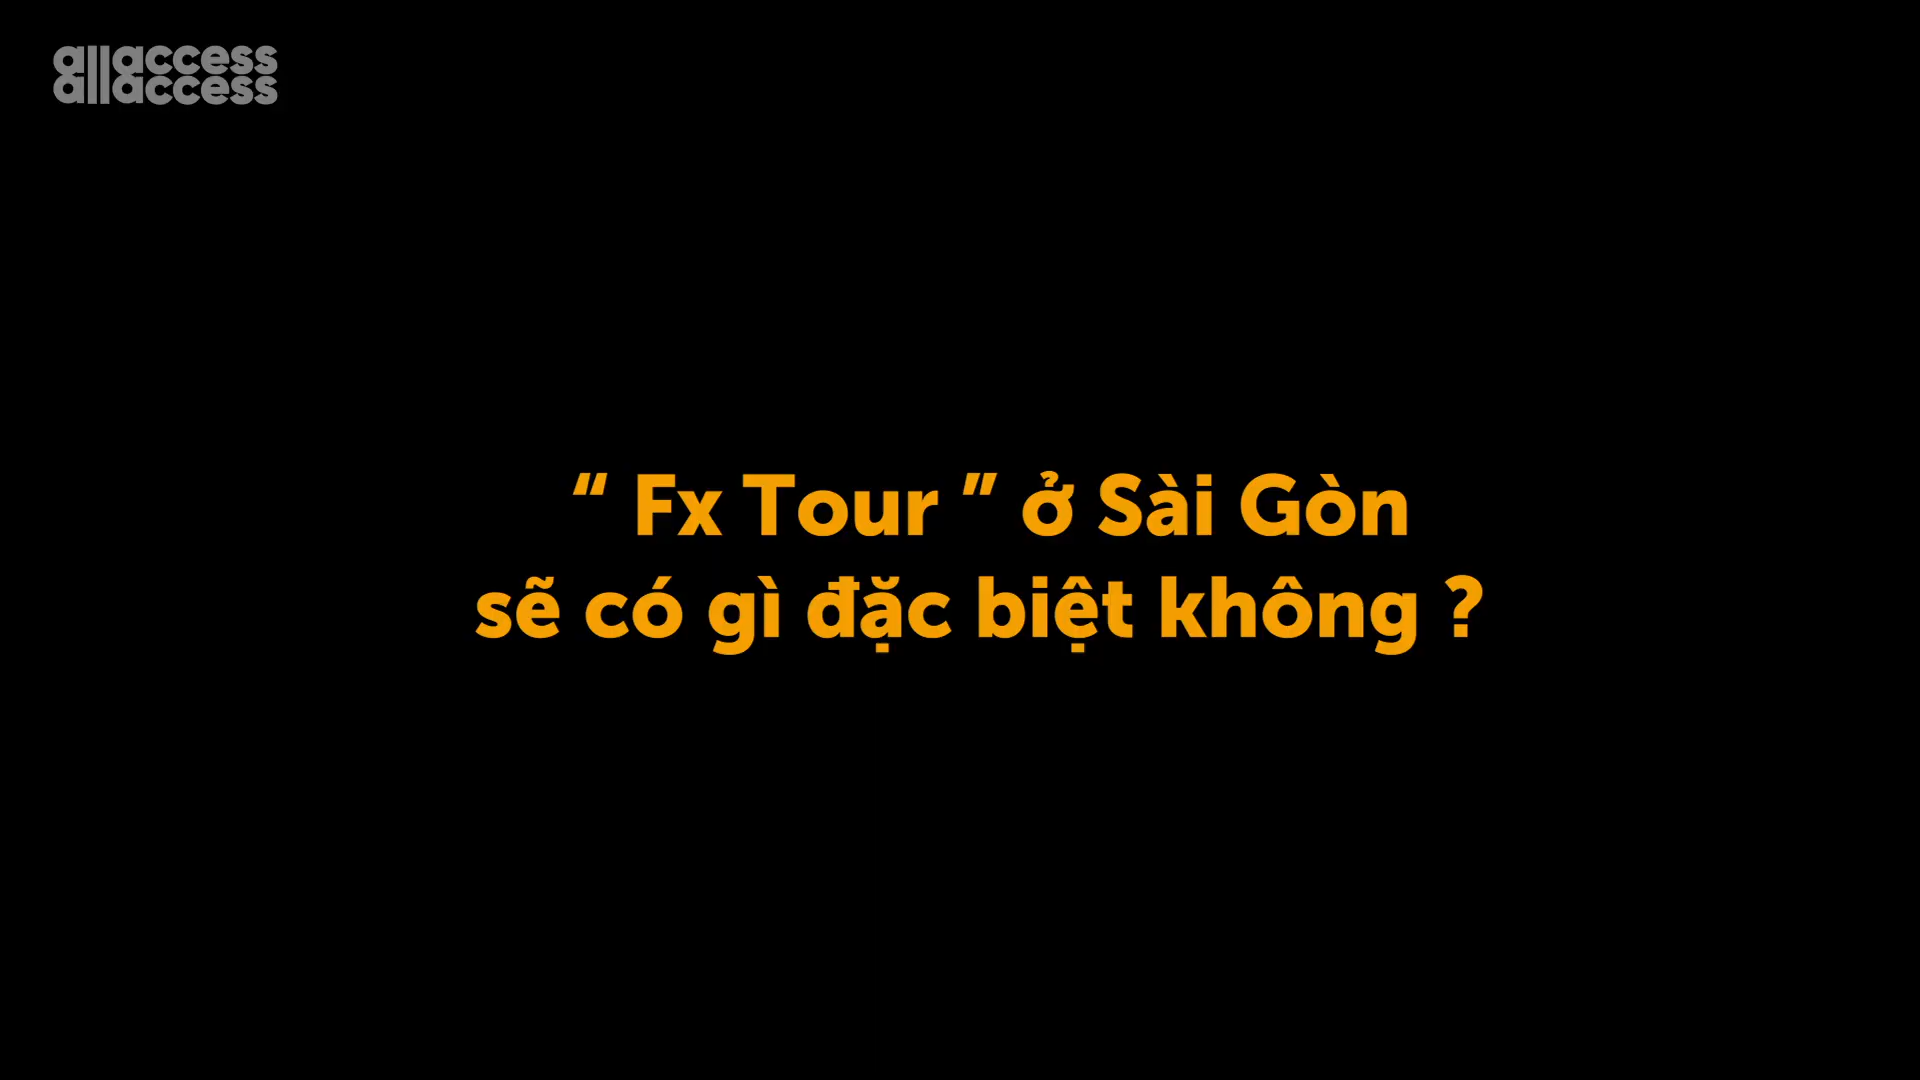 allaccess
allaccess
“ Fx Tour ” ở Sài Gòn
sẽ có gì đặc biệt không ?